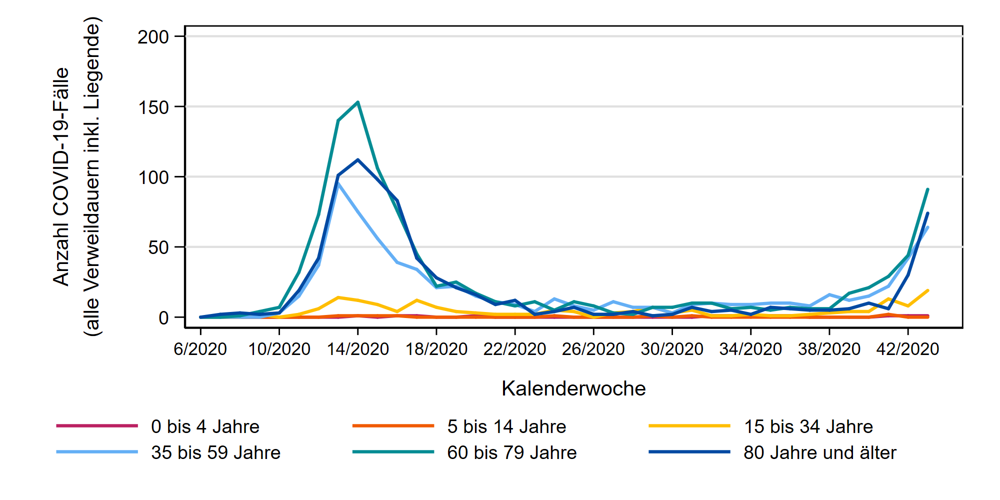 Anzahl COVID-19-Fälle
(alle Verweildauern inkl. Liegende)
200
150
100
50
0
6/2020 10/2020 14/2020 18/2020 22/2020 26/2020 30/2020 34/2020 38/2020 42/2020
Kalenderwoche
0 bis 4 Jahre 5 bis 14 Jahre 15 bis 34 Jahre
35 bis 59 Jahre 60 bis 79 Jahre 80 Jahre und älter